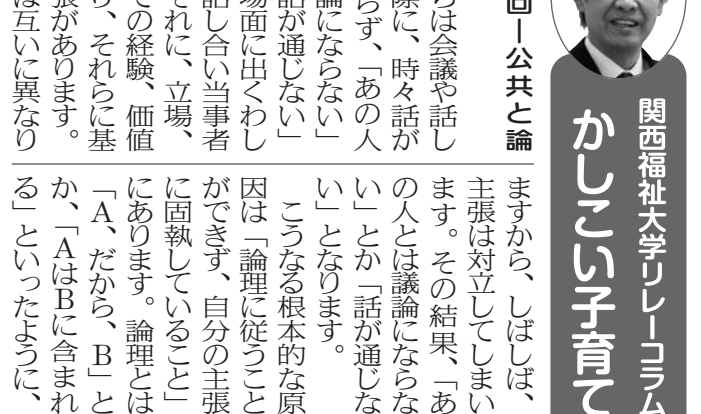 関西福祉大学リレーコラム
かしこい子育て
回―公共と論
らは会議や話し
際に、時々話が
らず、「あの人
論にならない」
話が通じない」
場面に出くわし
話し合い当事者
それに、立場、
での経験、価値
り、それらに基
張があります。
は互いに異なり
ますから、しばしば、
主張は対立してしまい
ます。その結果、「あ
の人とは議論にならな
い」とか「話が通じな
い」となります。
こうなる根本的な原
因は「論理に従うこと
ができず、自分の主張
に固執していること」
にあります。論理とは
「A、だから、B」と
か、「AはBに含まれ
る」といったように、